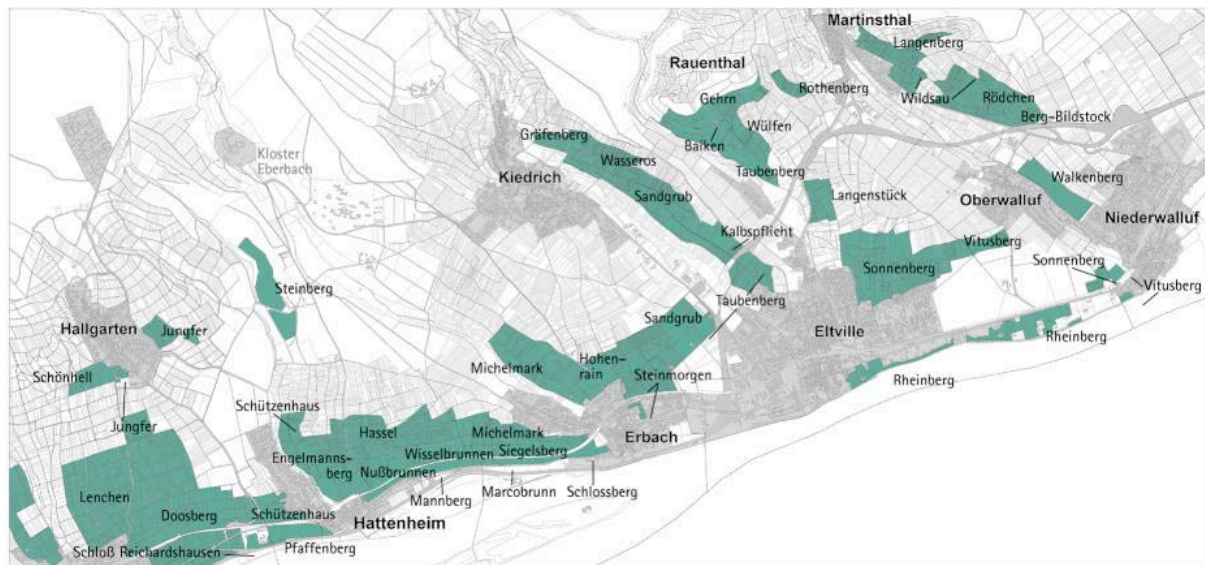 Martinsthal
Langenberg
Rauenthal
Rothenberg
Gehrn
Wildsau
Rödchen
Berg-Bildstock
Wülfen
Baiken
Gräfenberg
Wasseros
Kloster
Eberbach
Kiedrich
Taubenberg
Walkenberg
Sandgrub
Langenstück
Oberwalluf
Niederwalluf
Kalbspflicht
Vitusberg
Sonnenberg
Sonnenberg
Steinberg
Vitusberg
Taubenberg
Hallgarten
Jungfer
Sandgrub
Eltville
Rheinberg
Michelmark
Hohen-
rain
Steinmorgen
Schönhell
Rheinberg
Schützenhaus
Jungfer
Hassel
Michelmark
Erbach
Engelmanns-
berg
Wisselbrunnen
Siegelsberg
Nußbrunnen
Lenchen
Mannberg
Marcobrunn
Schlossberg
Doosberg
Schützenhaus
Hattenheim
Pfaffenberg
Schloß Reichardshausen